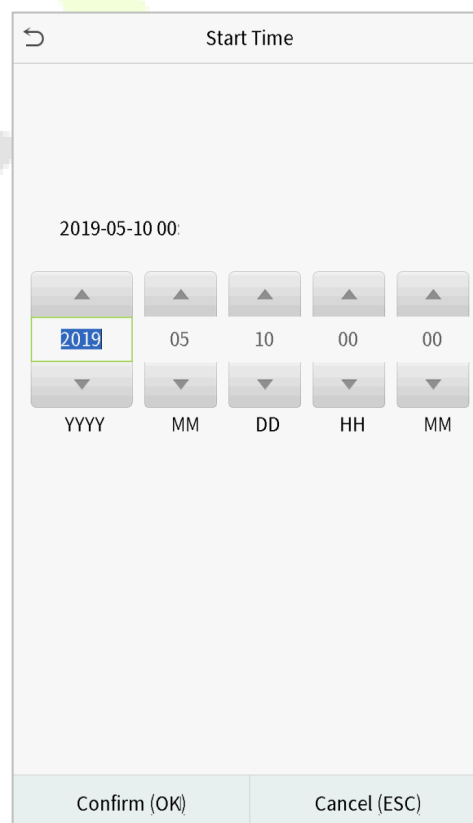 Start Time
2019-05-10 00:
2019 05 10 00 00
YYYY MM DD HH MM
Confirm (OK) Cancel (ESC)